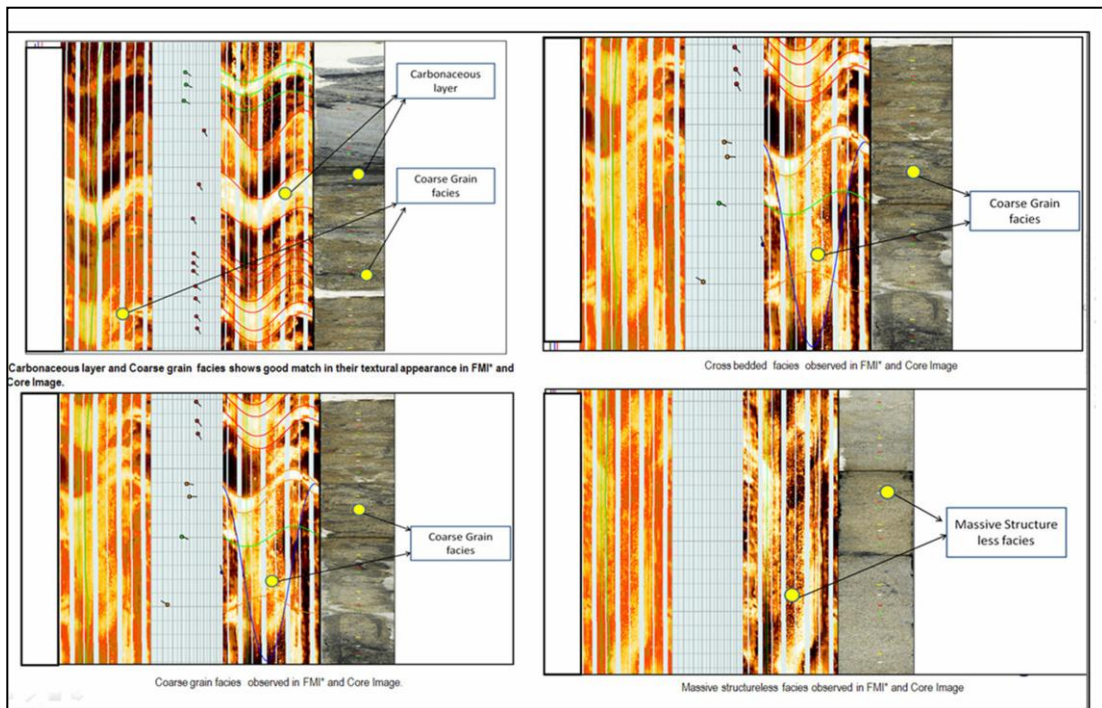 Carbonaceous
layer
Coarse Grain
facies
Carbonaceous layer and Coarse grain facies shows good match in their textural appearance in FMI* and
Core Image.
Coarse Grain
facies
Cross bedded facies observed in FMI* and Core Image
Coarse Grain
facies
Coarse grain facies observed in FMI* and Core Image.
Massive Structure
less facies
Massive structureless facies observed in FMI* and Core Image